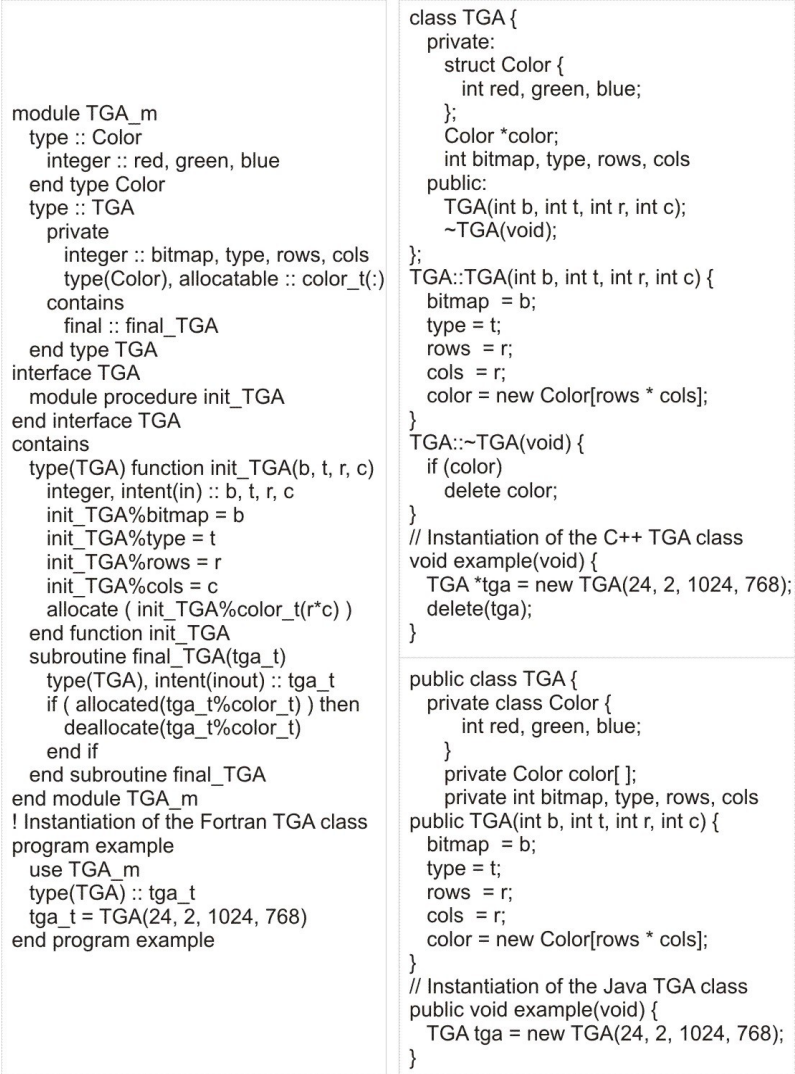 module TGA_m
type :: Color
integer :: red, green, blue
end type Color
type :: TGA
private
integer :: bitmap, type, rows, cols
type(Color), allocatable :: color_t(:)
contains
final :: final_TGA
end type TGA
interface TGA
module procedure init_TGA
end interface TGA
contains
type(TGA) function init_TGA(b, t, r, c)
integer, intent(in) :: b, t, r, c
init_TGA%bitmap = b
init_TGA%type = t
init_TGA%rows = r
init_TGA%cols = c
allocate ( init_TGA%color_t(r*c) )
end function init_TGA
subroutine final_TGA(tga_t)
type(TGA), intent(inout) :: tga_t
if ( allocated(tga_t%color_t) ) then
deallocate(tga_t%color_t)
end if
end subroutine final_TGA
end module TGA_m
! Instantiation of the Fortran TGA class
program example
use TGA_m
type(TGA) :: tga_t
tga_t = TGA(24, 2, 1024, 768)
end program example
class TGA {
private:
struct Color {
int red, green, blue;
};
Color *color;
int bitmap, type, rows, cols
public:
TGA(int b, int t, int r, int c);
~TGA(void);
};
TGA::TGA(int b, int t, int r, int c) {
bitmap  = b;
type = t;
rows  = r;
cols  = r;
color = new Color[rows * cols];
}
TGA::~TGA(void) {
if (color)
delete color;
}
// Instantiation of the C++ TGA class
void example(void) {
TGA *tga = new TGA(24, 2, 1024, 768);
delete(tga);
}
public class TGA {
private class Color {
int red, green, blue;
}
private Color color[ ];
private int bitmap, type, rows, cols
public TGA(int b, int t, int r, int c) {
bitmap  = b;
type = t;
rows  = r;
cols  = r;
color = new Color[rows * cols];
}
// Instantiation of the Java TGA class
public void example(void) {
TGA tga = new TGA(24, 2, 1024, 768);
}